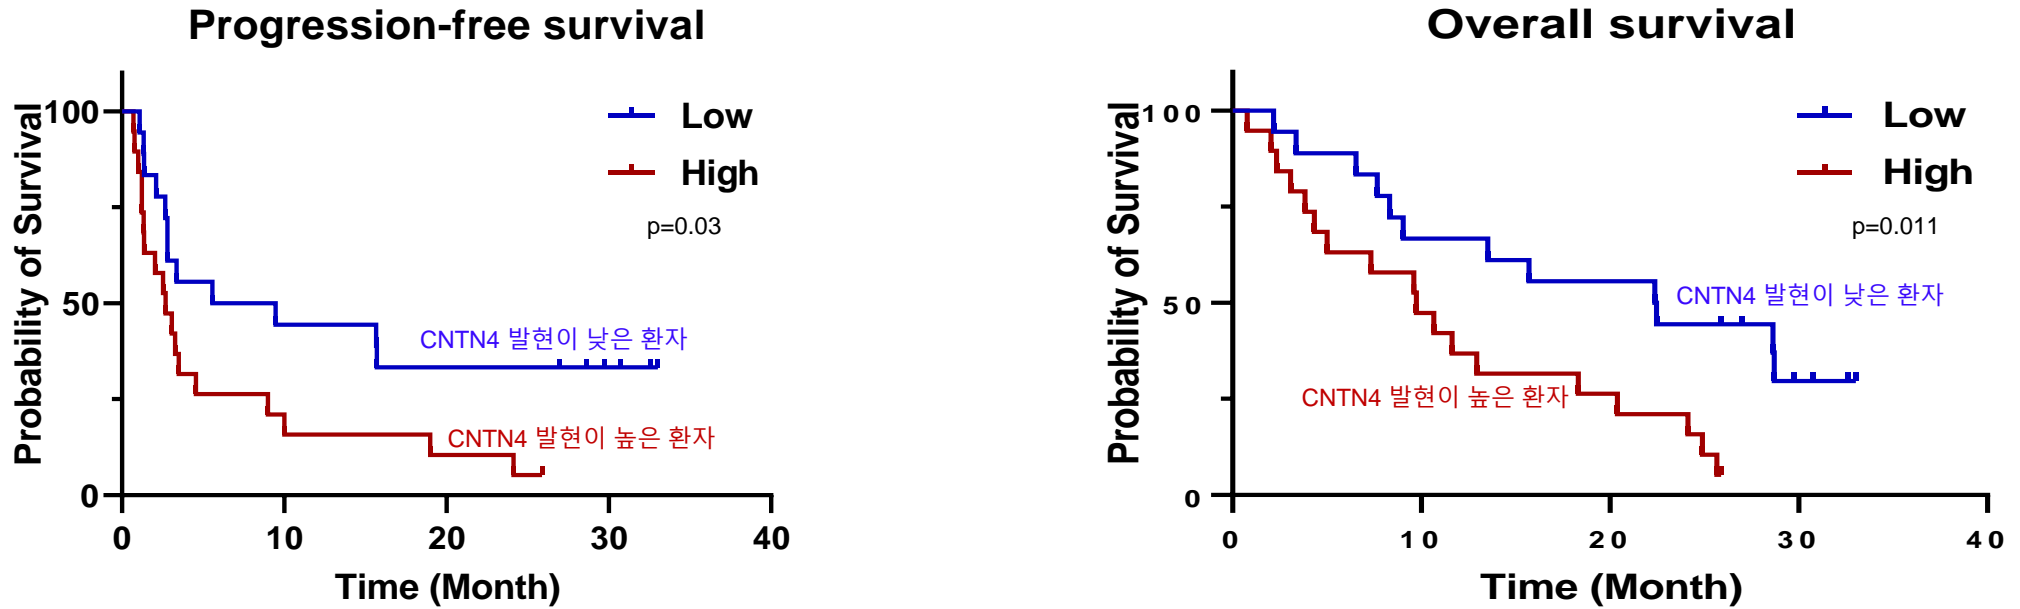 Progression-free survival
Probability of Survival
100
50
0
0 10 20 30 40
Time (Month)
Low
High
p=0.03
CNTN4 발현이 낮은 환자
CNTN4 발현이 높은 환자
Overall survival
Probability of Survival
100
50
0
0 10 20 30 40
Time (Month)
Low
High
p=0.011
CNTN4 발현이 낮은 환자
CNTN4 발현이 높은 환자